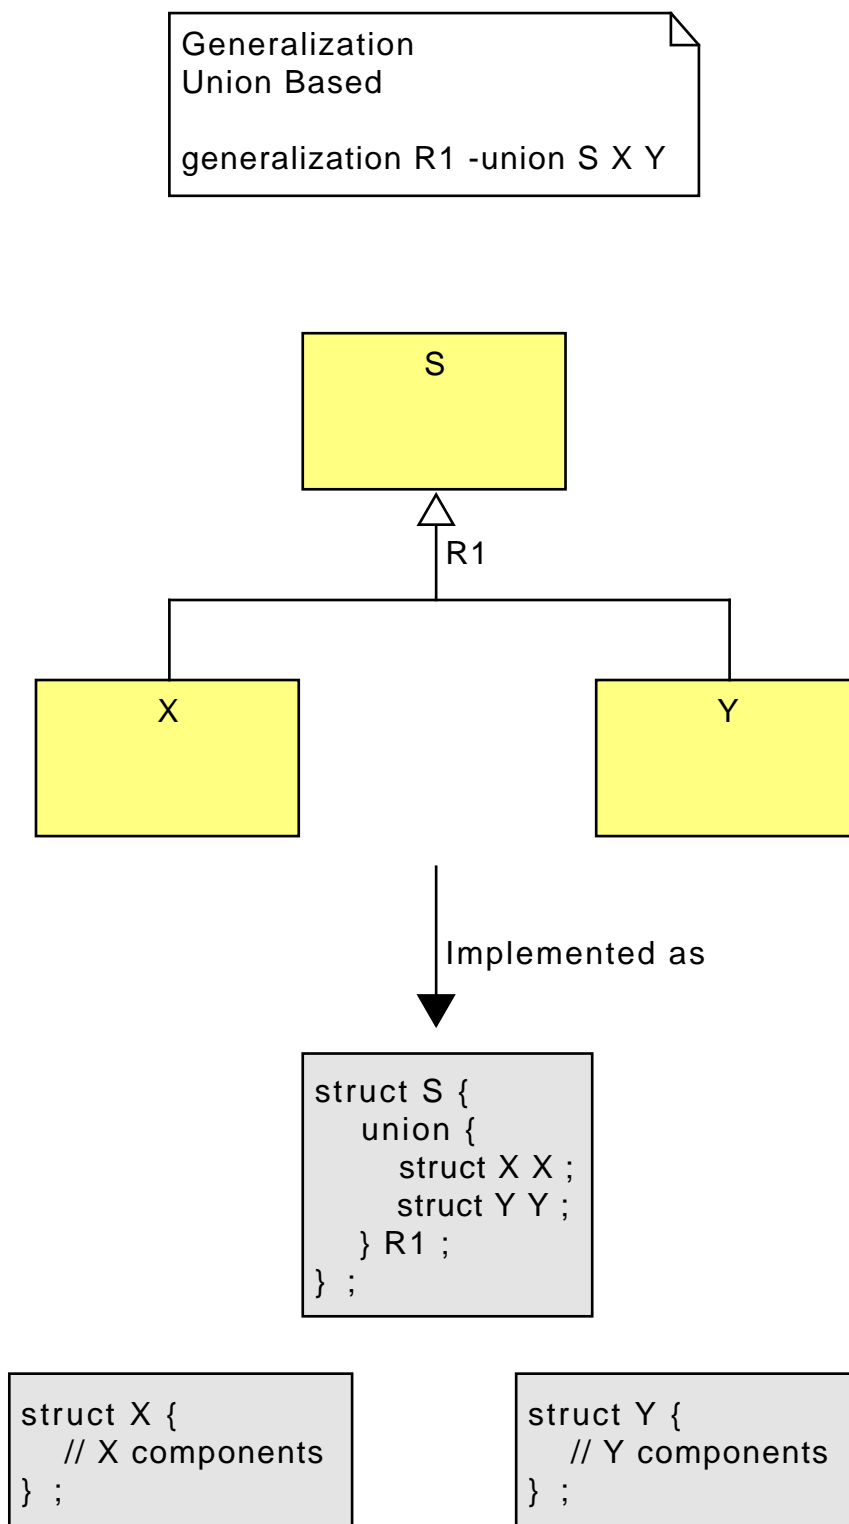 Generalization
Union Based
generalization R1 -union S X Y
S
R1
X
Y
Implemented as
struct S {
union {
struct X X ;
struct Y Y ;
} R1 ;
} ;
struct X {
// X components
} ;
struct Y {
// Y components
} ;